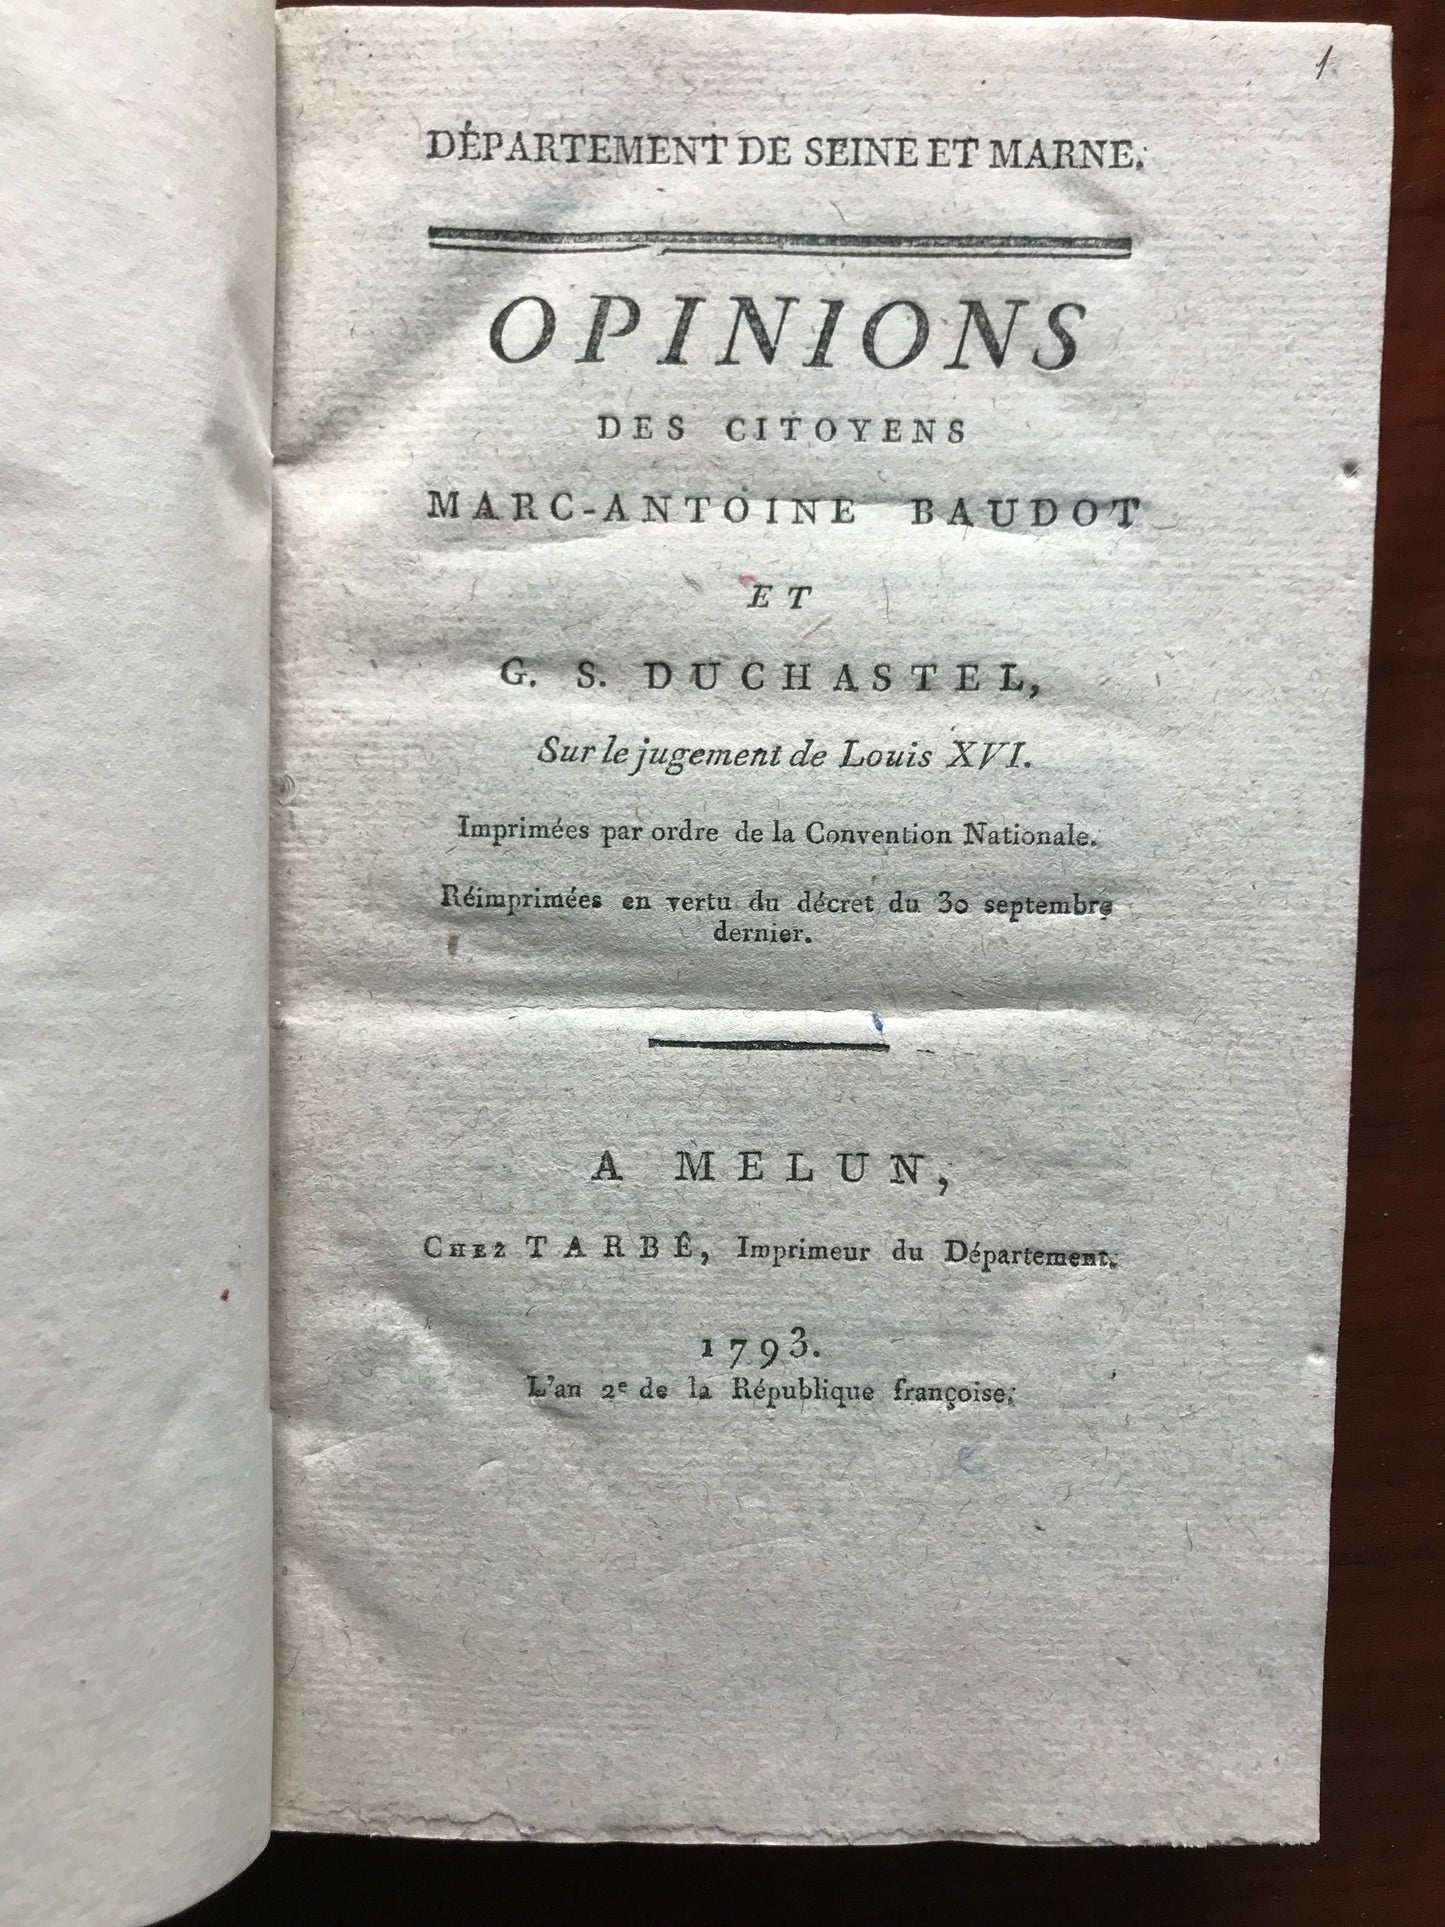 1.
DÉPARTEMENT DE SEINE ET MARNE.
OPINIONS
DES CITOYENS
MARC-ANTOINE BAUDOT
ET
G. S. DUCHASTEL,
Sur le jugement de Louis XVI.
Imprimées par ordre de la Convention Nationale.
Réimprimées en vertu du décret du 30 septembre
dernier.
A MELUN,
CHEZ TARBÉ, Imprimeur du Département.
1793.
L'an 2e de la République françoise.